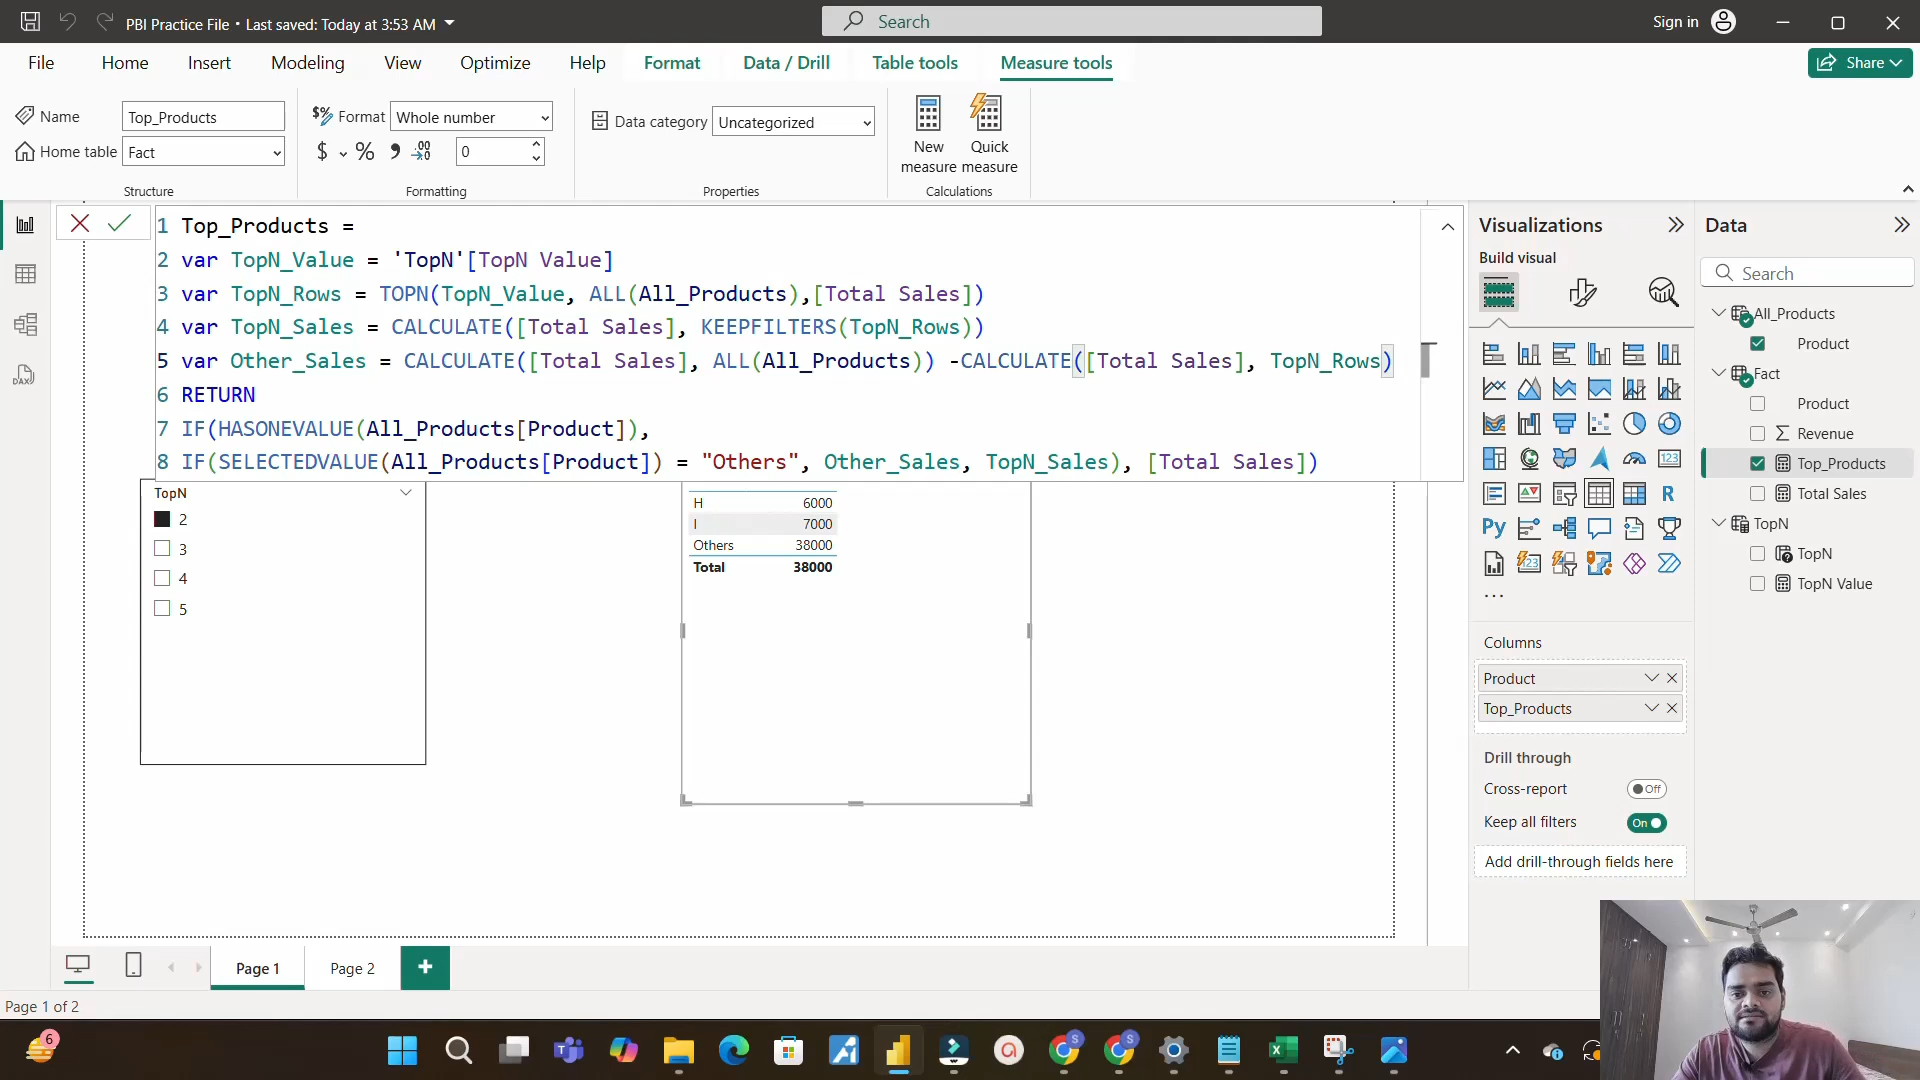 PBI Practice File • Last saved: Today at 3:53 AM
Search
Sign in
File Home Insert Modeling View Optimize Help Format Data / Drill Table tools Measure tools
Share
Name Top_Products
Home table Fact
Structure
$% Format Whole number
$ % , .00 →0 0
Formatting
Data category Uncategorized
Properties
New measure
Quick measure
Calculations
1 Top_Products =
2 var TopN_Value = 'TopN'[TopN Value]
3 var TopN_Rows = TOPN(TopN_Value, ALL(All_Products),[Total Sales])
4 var TopN_Sales = CALCULATE([Total Sales], KEEPFILTERS(TopN_Rows))
5 var Other_Sales = CALCULATE([Total Sales], ALL(All_Products)) -CALCULATE([Total Sales], TopN_Rows)
6 RETURN
7 IF(HASONEVALUE(All_Products[Product]),
8 IF(SELECTEDVALUE(All_Products[Product]) = "Others", Other_Sales, TopN_Sales), [Total Sales])
TopN
2
3
4
5
H 6000
I 7000
Others 38000
Total 38000
Visualizations
Build visual
123
R
Py
...
Columns
Product
Top_Products
Drill through
Cross-report Off
Keep all filters On
Add drill-through fields here
Data
Search
All_Products
Product
Fact
Product
Revenue
Top_Products
Total Sales
TopN
TopN
TopN Value
DAX
Page 1
Page 2
+
Page 1 of 2
6
S
S